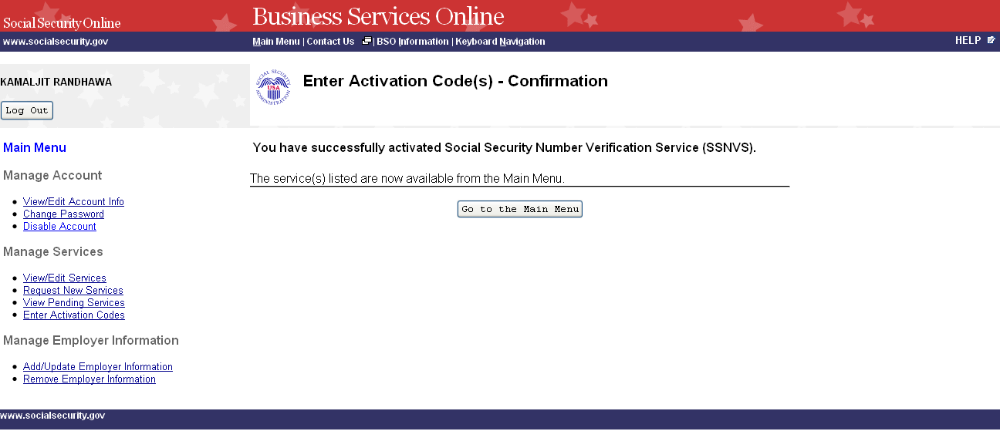 Social Security Online
Business Services Online
www.socialsecurity.gov
Main Menu | Contact Us | BSO Information | Keyboard Navigation
HELP
KAMALJIT RANDHAWA
Log Out
SOCIAL SECURITY ADMINISTRATION
USA
Enter Activation Code(s) - Confirmation
Main Menu
Manage Account
• View/Edit Account Info
• Change Password
• Disable Account
Manage Services
• View/Edit Services
• Request New Services
• View Pending Services
• Enter Activation Codes
Manage Employer Information
• Add/Update Employer Information
• Remove Employer Information
You have successfully activated Social Security Number Verification Service (SSNVS).
The service(s) listed are now available from the Main Menu.
Go to the Main Menu
www.socialsecurity.gov